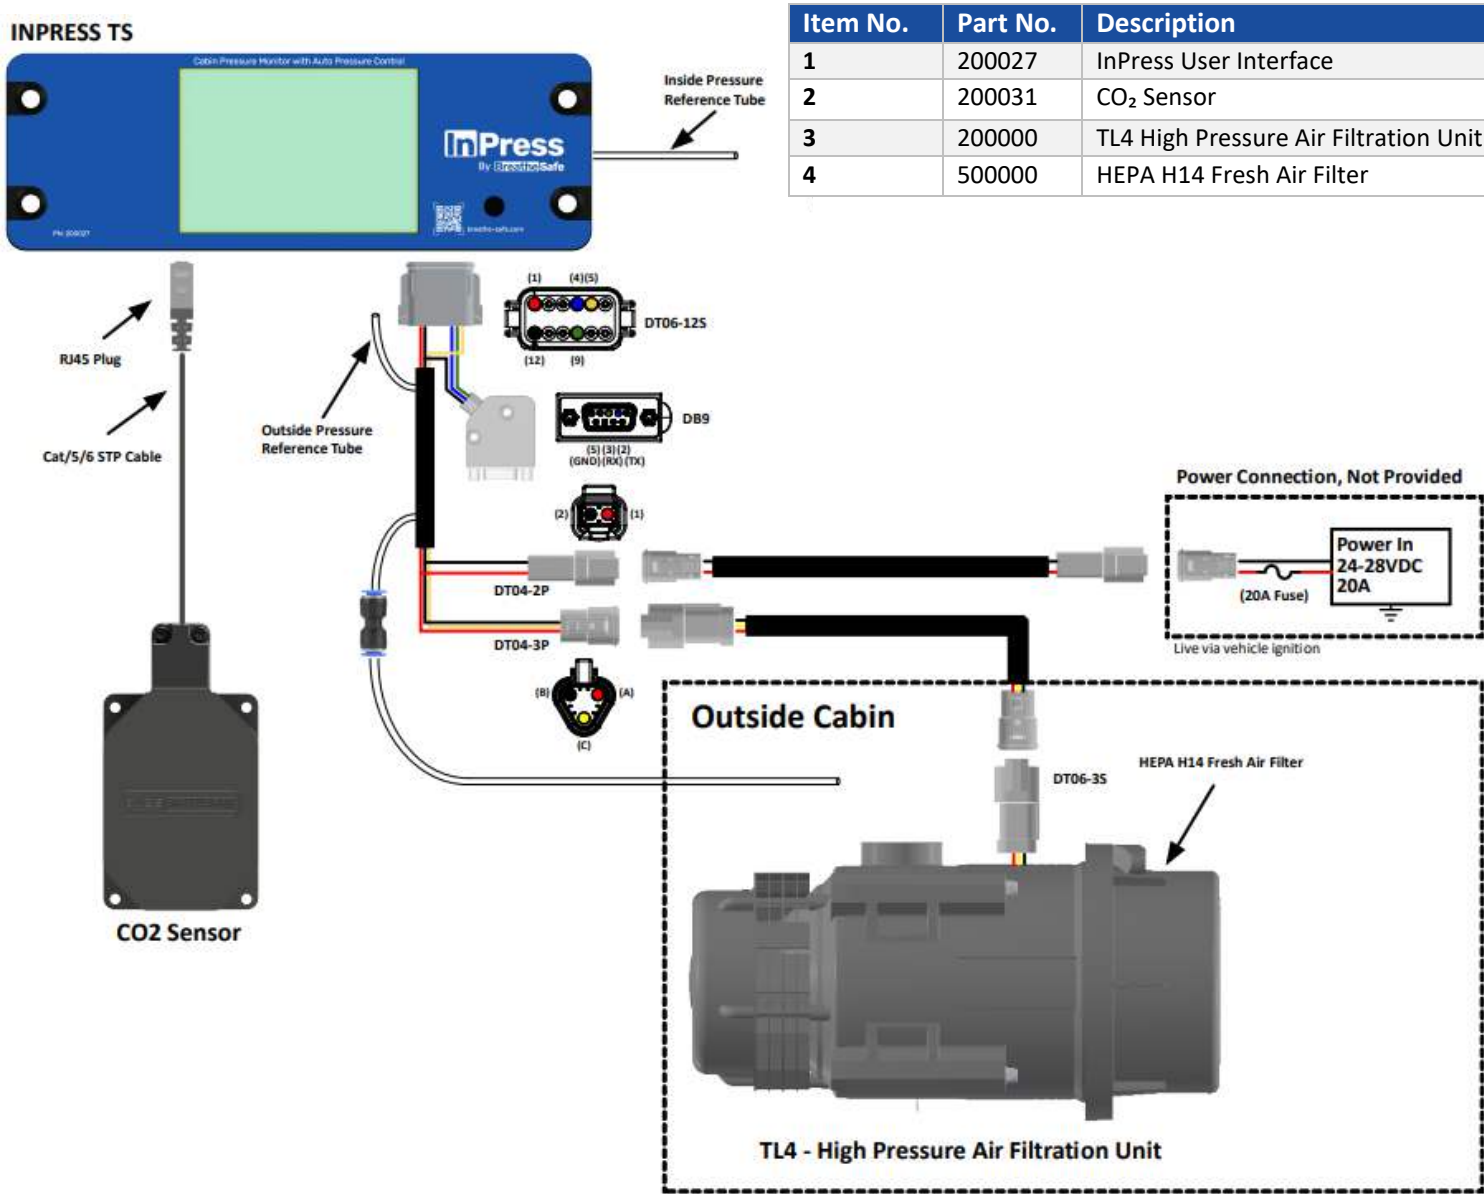 INPRESS TS
Cabin Pressure Monitor with Auto Pressure Control
InPress
By BreatheSafe
PN 200027
breathe-safe.com
Inside Pressure
Reference Tube
Item No. Part No. Description
1 200027 InPress User Interface
2 200031 CO₂ Sensor
3 200000 TL4 High Pressure Air Filtration Unit
4 500000 HEPA H14 Fresh Air Filter
RJ45 Plug
Cat/5/6 STP Cable
Outside Pressure
Reference Tube
(1) (4)(5)
DT06-12S
(12) (9)
DB9
(5)(3)(2)
(GND)(RX)(TX)
(2) (1)
DT04-2P
DT04-3P
(B) (A)
(C)
Power Connection, Not Provided
Power In
24-28VDC
20A
(20A Fuse)
Live via vehicle ignition
Outside Cabin
DT06-3S
HEPA H14 Fresh Air Filter
CO2 Sensor
TL4 - High Pressure Air Filtration Unit